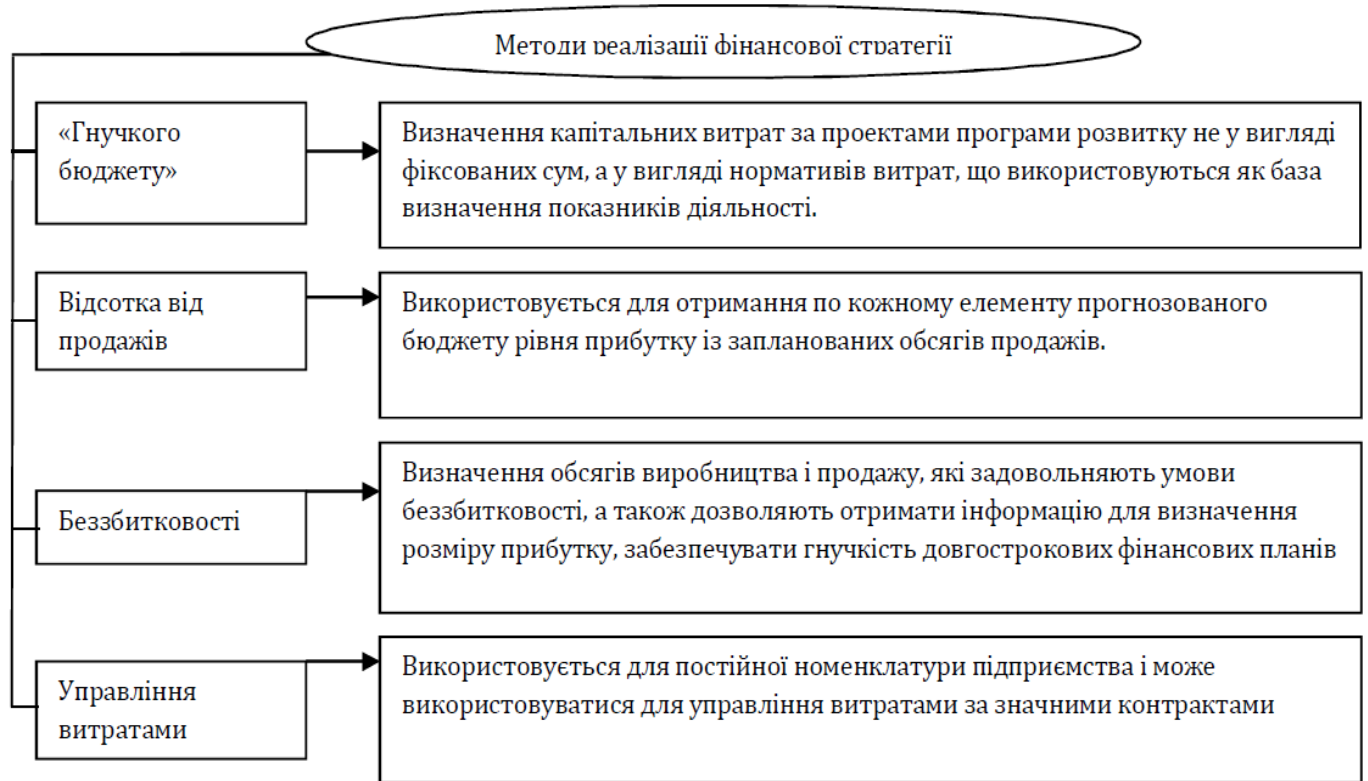 Методи реалізації фінансової стратегії
«Гнучкого
бюджету»
Визначення капітальних витрат за проектами програми розвитку не у вигляді
фіксованих сум, а у вигляді нормативів витрат, що використовуються як база
визначення показників діяльності.
Відсотка від
продажів
Використовується для отримання по кожному елементу прогнозованого
бюджету рівня прибутку із запланованих обсягів продажів.
Беззбитковості
Визначення обсягів виробництва і продажу, які задовольняють умови
беззбитковості, а також дозволяють отримати інформацію для визначення
розміру прибутку, забезпечувати гнучкість довгострокових фінансових планів
Управління
витратами
Використовується для постійної номенклатури підприємства і може
використовуватися для управління витратами за значними контрактами